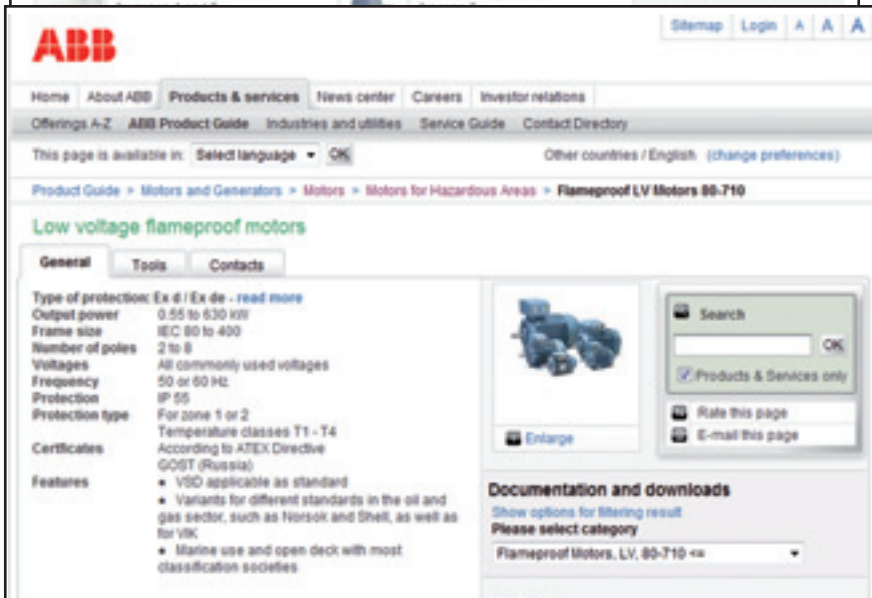 ABB
Sitemap Login A A A
Home About ABB Products & services News center Careers Investor relations
Offerings A-Z ABB Product Guide Industries and utilities Service Guide Contact Directory
This page is available in: Select language OK Other countries / English (change preferences)
Product Guide > Motors and Generators > Motors > Motors for Hazardous Areas > Flameproof LV Motors 80-710
Low voltage flameproof motors
General Tools Contacts
Type of protection: Ex d / Ex de - read more
Output power 0.55 to 630 kW
Frame size IEC 80 to 400
Number of poles 2 to 8
Voltages All commonly used voltages
Frequency 50 or 60 Hz
Protection IP 55
Protection type For zone 1 or 2
Temperature classes T1 - T4
Certificates According to ATEX Directive
GOST (Russia)
Features • VSD applicable as standard
• Variants for different standards in the oil and
gas sector, such as Norsok and Shell, as well as
for VIK
• Marine use and open deck with most
classification societies
Enlarge
Search
OK
Products & Services only
Rate this page
E-mail this page
Documentation and downloads
Show options for filtering result
Please select category
Flameproof Motors, LV, 80-710 <=